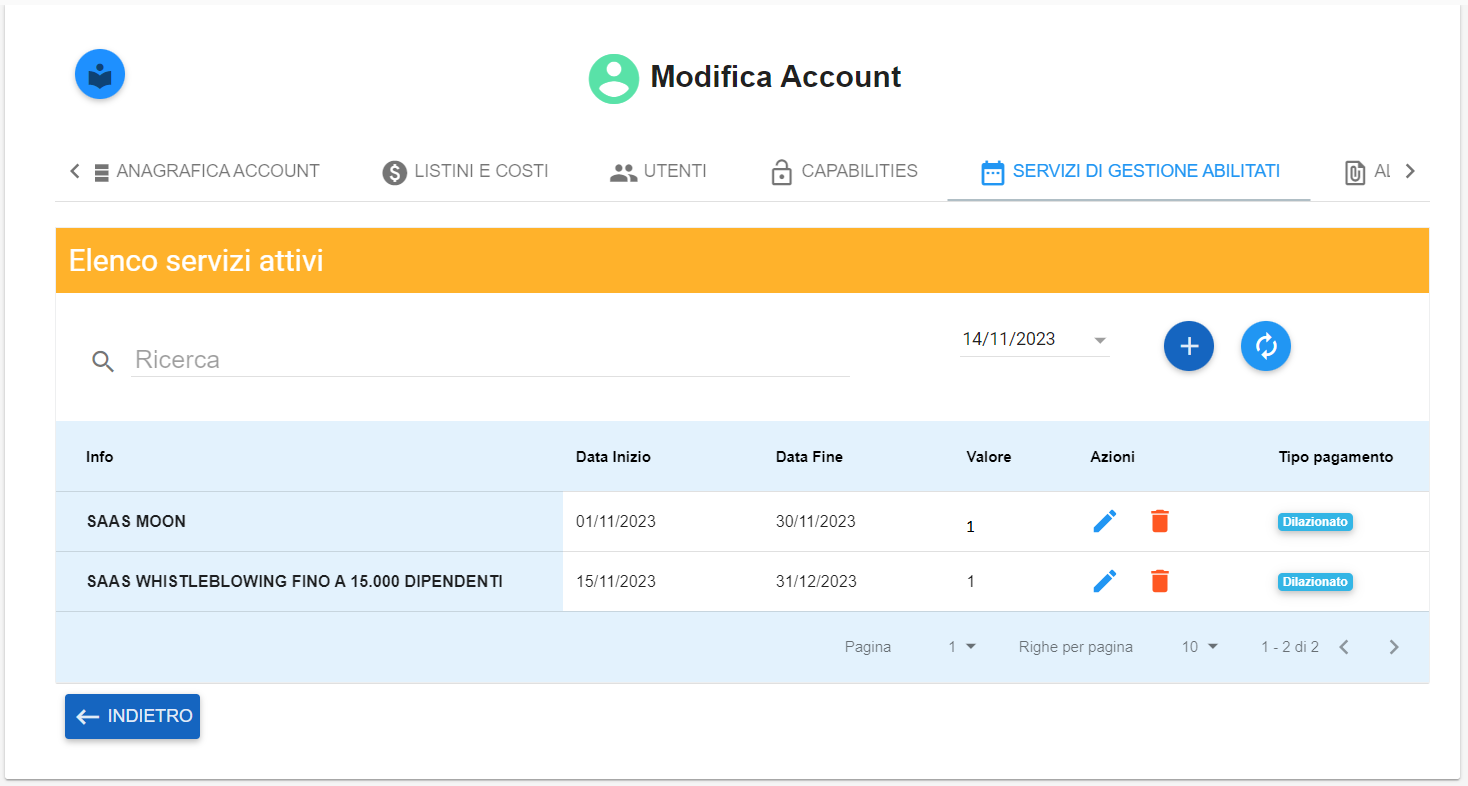 Modifica Account
ANAGRAFICA ACCOUNT LISTINI E COSTI UTENTI CAPABILITIES SERVIZI DI GESTIONE ABILITATI
Elenco servizi attivi
Ricerca 14/11/2023
Info Data Inizio Data Fine Valore Azioni Tipo pagamento
SAAS MOON 01/11/2023 30/11/2023 1 Dilazionato
SAAS WHISTLEBLOWING FINO A 15.000 DIPENDENTI 15/11/2023 31/12/2023 1 Dilazionato
Pagina 1 Righe per pagina 10 1 - 2 di 2
INDIETRO